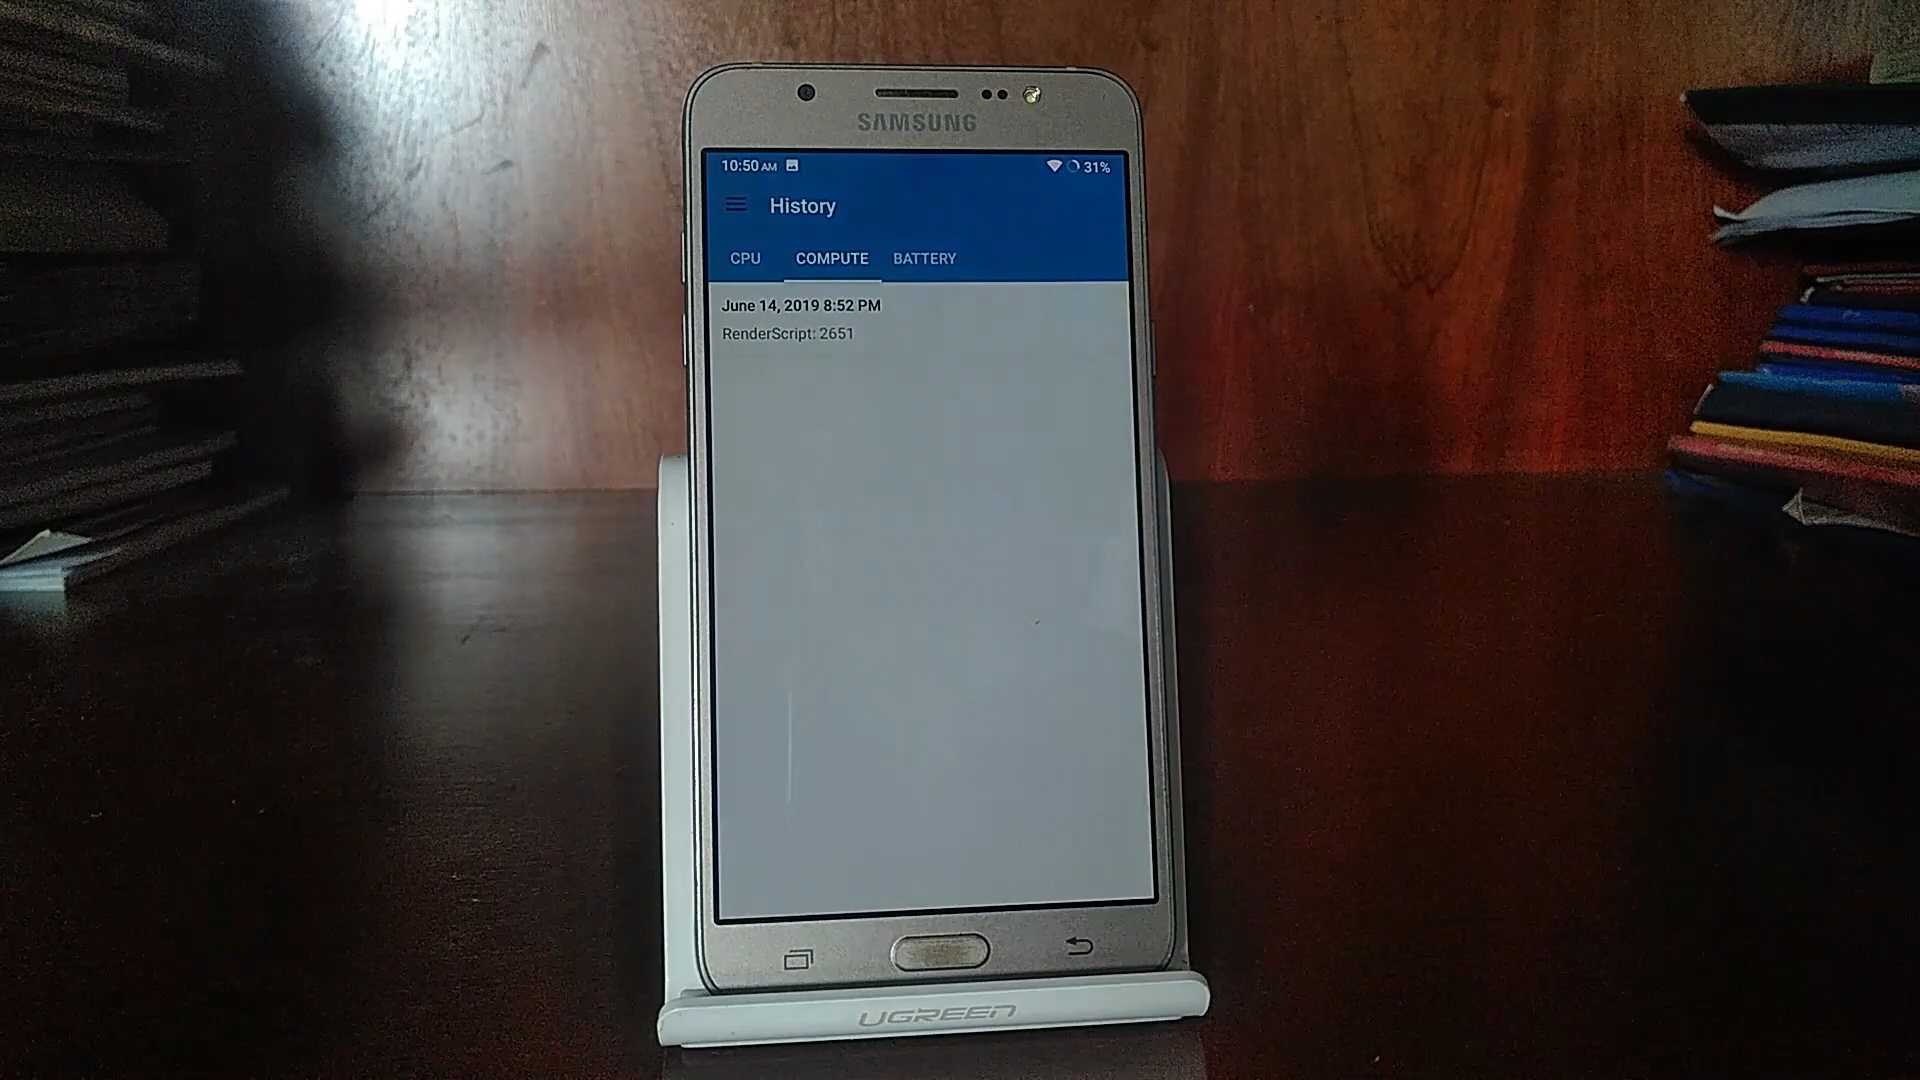 SAMSUNG
10:50 AM 31%
History
CPU COMPUTE BATTERY
June 14, 2019 8:52 PM
RenderScript: 2651
UGREEN